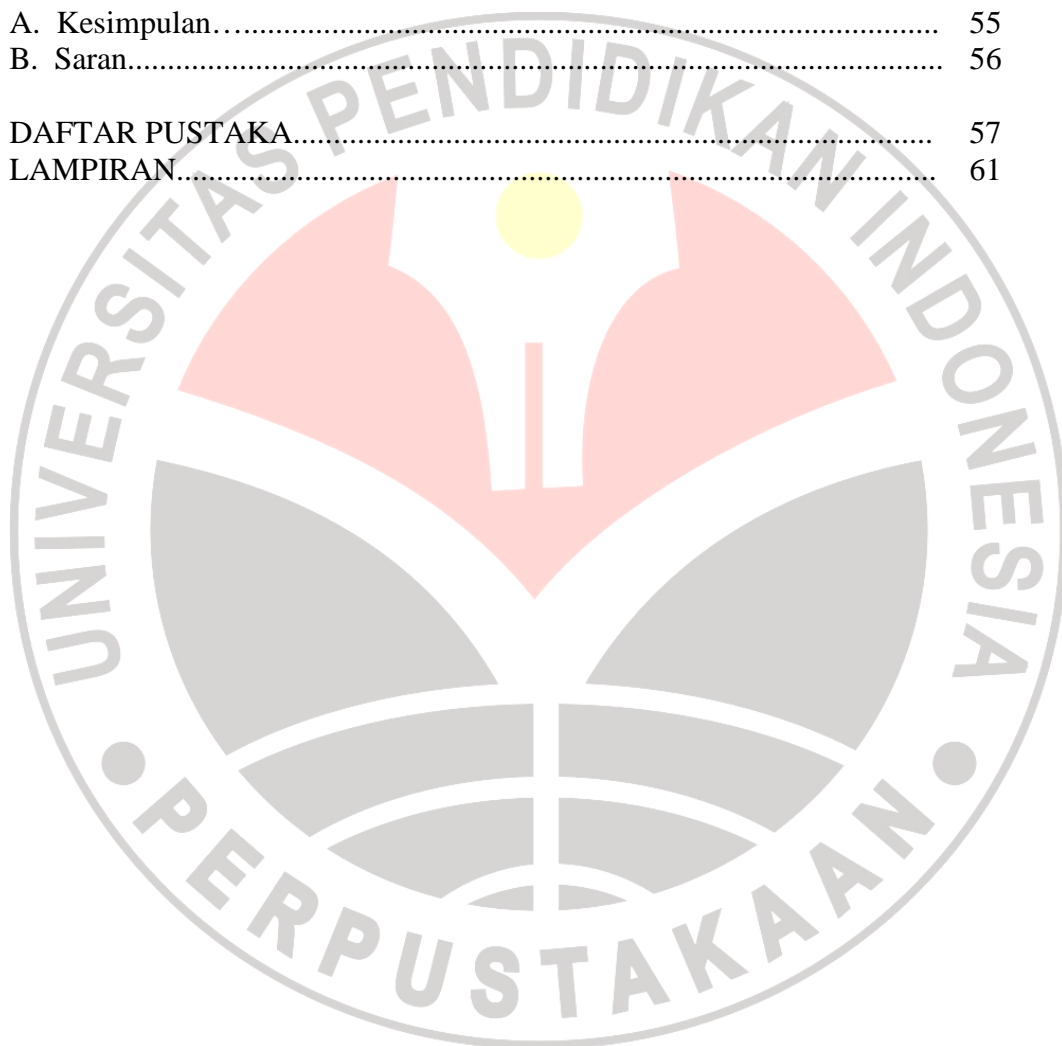 A. Kesimpulan…........................................................................................ 55
B. Saran....................................................................................................... 56
DAFTAR PUSTAKA................................................................................. 57
LAMPIRAN................................................................................................ 61
UNIVERSITAS PENDIDIKAN INDONESIA
PERPUSTAKAAN